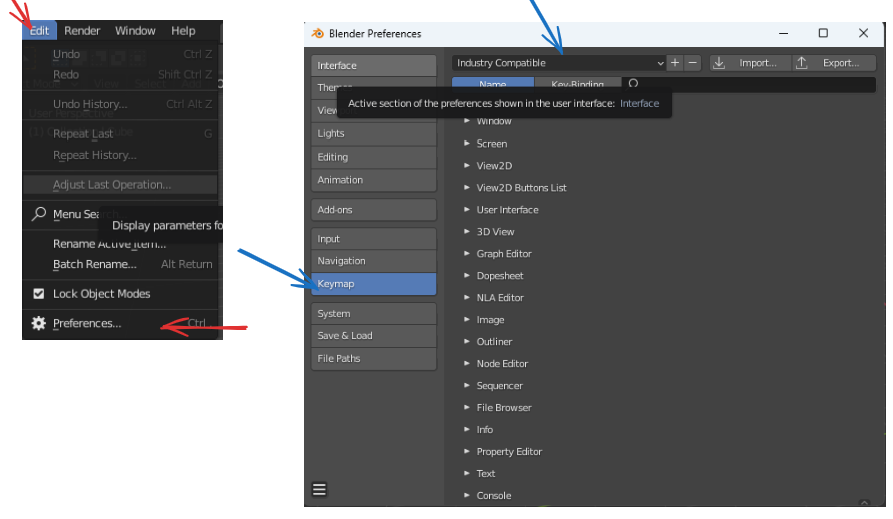 Edit Render Window Help
Undo Ctrl Z
Redo Shift Ctrl Z
Undo History... Ctrl Alt Z
Repeat Last G
Repeat History...
Adjust Last Operation...
Menu Sea
Display parameters fo
Rename Active Item...
Batch Rename... Alt Return
Lock Object Modes
Preferences... Ctrl
Blender Preferences
Interface
Themes
View
Lights
Editing
Animation
Add-ons
Input
Navigation
Keymap
System
Save & Load
File Paths
Industry Compatible + − Import... Export...
Name Key-Binding
Active section of the preferences shown in the user interface: Interface
Window
Screen
View2D
View2D Buttons List
User Interface
3D View
Graph Editor
Dopesheet
NLA Editor
Image
Outliner
Node Editor
Sequencer
File Browser
Info
Property Editor
Text
Console